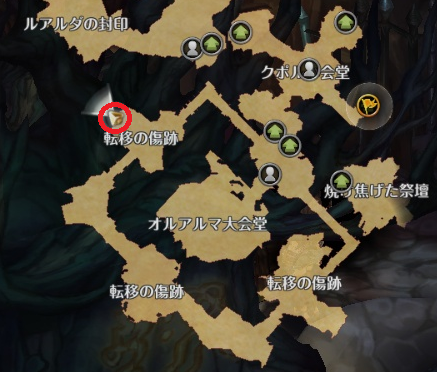 ルアルダの封印
クポル 会堂
転移の傷跡
焼 焦げた祭壇
オルアルマ大会堂
転移の傷跡
転移の傷跡